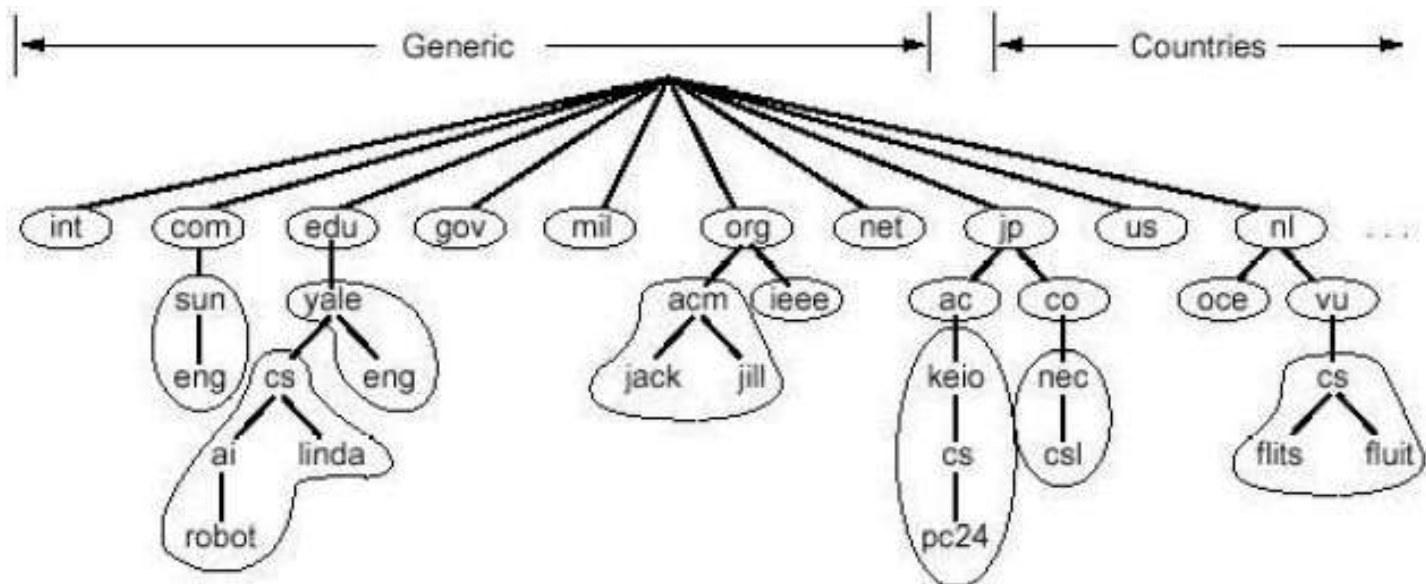 Generic Countries
int com edu gov mil org net jp us nl . . .
sun yale acm ieee ac co oce vu
eng cs eng jack jill keio nec cs
ai linda cs csl flits fluit
robot pc24